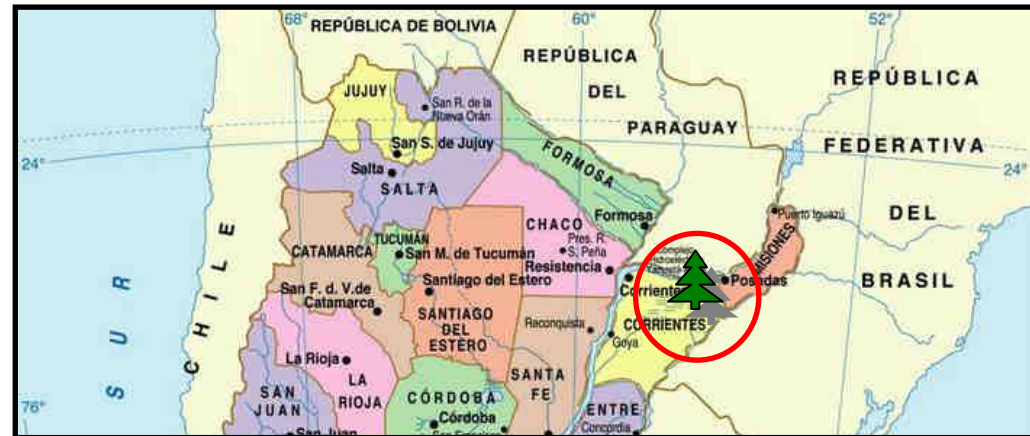 68°
60°
52°
REPÚBLICA DE BOLIVIA
REPÚBLICA
DEL
PARAGUAY
REPÚBLICA
FEDERATIVA
DEL
BRASIL
JUJUY
San R. de la
Nueva Orán
San S. de Jujuy
24°
24°
Salta
SALTA
FORMOSA
Formosa
CHACO
Pres. R.
S. Peña
Resistencia
Puerto Iguazú
MISIONES
Posadas
CATAMARCA
TUCUMÁN
San M. de Tucumán
Santiago del Estero
San F. d. V.de
Catamarca
SANTIAGO
DEL
ESTERO
Corrientes
CORRIENTES
Reconquista
Goya
CHILE
SUR
La Rioja
LA
RIOJA
SAN
JUAN
San Juan
CÓRDOBA
Córdoba
SANTA
FE
ENTRE
Concordia
76°